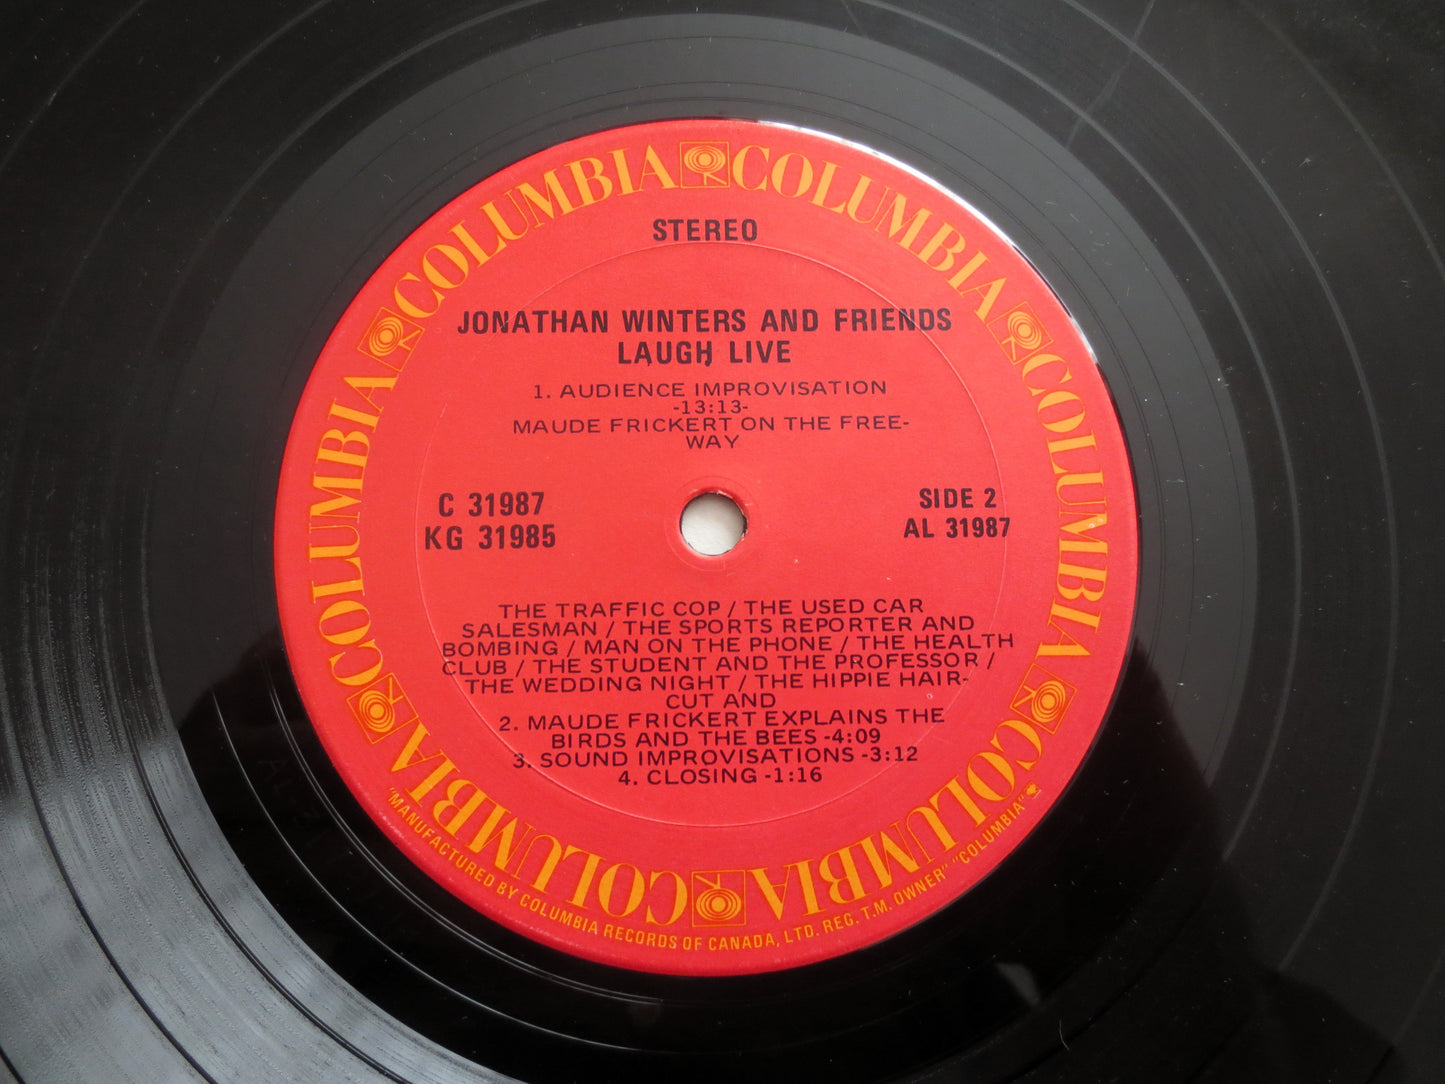 COLUMBIA COLUMBIA COLUMBIA COLUMBIA COLUMBIA COLUMBIA
STEREO
JONATHAN WINTERS AND FRIENDS
LAUGH LIVE
1. AUDIENCE IMPROVISATION
-13:13-
MAUDE FRICKERT ON THE FREE-
WAY
C 31987
KG 31985
SIDE 2
AL 31987
THE TRAFFIC COP / THE USED CAR
SALESMAN / THE SPORTS REPORTER AND
BOMBING / MAN ON THE PHONE / THE HEALTH
CLUB / THE STUDENT AND THE PROFESSOR /
THE WEDDING NIGHT / THE HIPPIE HAIR-
CUT AND
2. MAUDE FRICKERT EXPLAINS THE
BIRDS AND THE BEES -4:09
3. SOUND IMPROVISATIONS -3:12
4. CLOSING -1:16
"MANUFACTURED BY COLUMBIA RECORDS OF CANADA, LTD. REG. T.M. OWNER" "COLUMBIA"